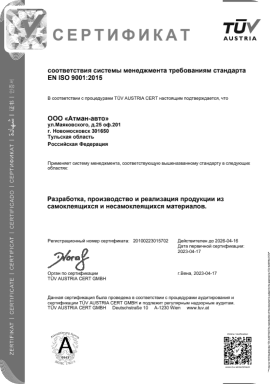 СЕРТИФИКАТ
TÜV
AUSTRIA
соответствия системы менеджмента требованиям стандарта
EN ISO 9001:2015
В соответствии с процедурами TÜV AUSTRIA CERT настоящим подтверждается, что
ООО «Атман-авто»
ул.Маяковского, д.25 оф.201
г. Новомосковск 301650
Тульская область
Российская Федерация
Применяет систему менеджмента, соответствующую вышеназванному стандарту в следующих
областях:
Разработка, производство и реализация продукции из
самоклеящихся и несамоклеящихся материалов.
Регистрационный номер: 20100223015702
Действителен до 2026-04-16
Дата первичной сертификации:
2023-04-17
Орган по сертификации
TÜV AUSTRIA CERT GMBH
г.Вена, 2023-04-17
Данная сертификация была проведена в соответствии с процедурами аудитирования и
сертификации TÜV AUSTRIA CERT GMBH и подлежит регулярным надзорным аудитам.
TÜV AUSTRIA CERT GMBH Deutschstraße 10 A-1230 Wien www.tuv.at
ZERTIFIKAT | CERTIFICATE | CERTIFICAT | CERTIFICADO | СЕРТИФИКАТ